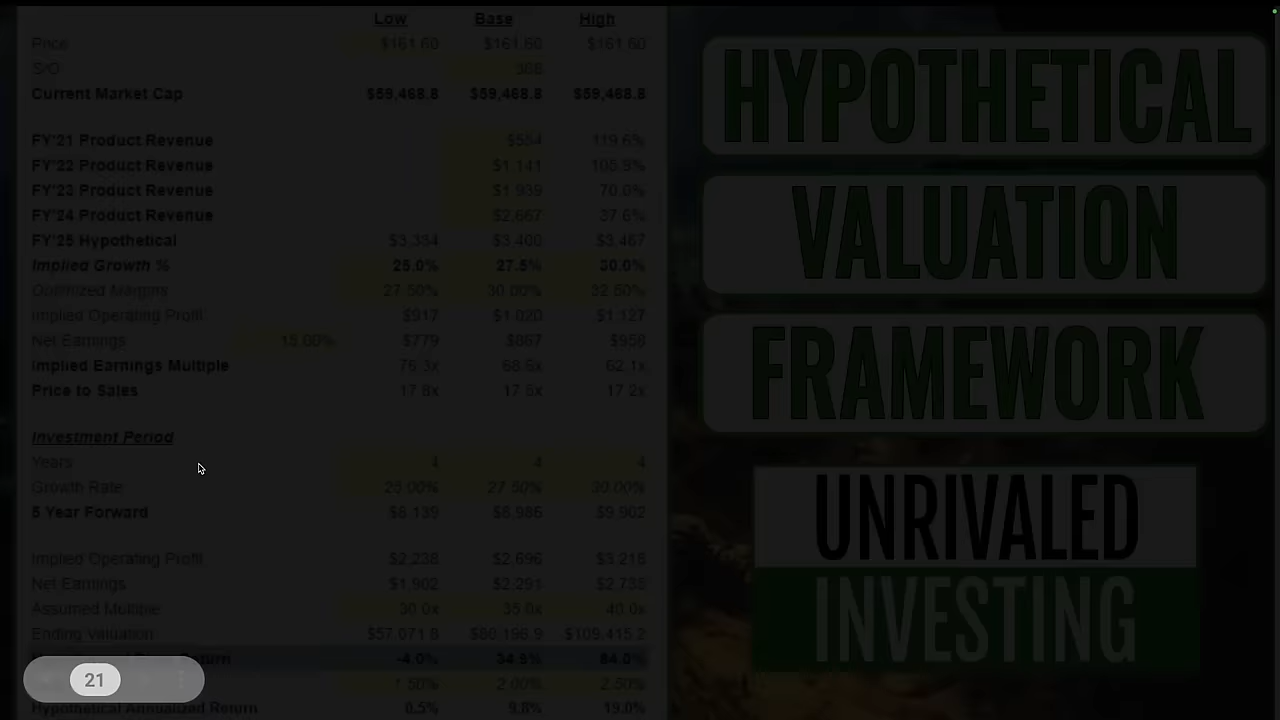 Low Base High
Price $161.60 $161.60 $161.60
S/O 368
Current Market Cap $59,468.8 $59,468.8 $59,468.8
FY'21 Product Revenue $554 119.6%
FY'22 Product Revenue $1,141 105.9%
FY'23 Product Revenue $1,939 70.0%
FY'24 Product Revenue $2,667 37.6%
FY'25 Hypothetical $3,334 $3,400 $3,467
Implied Growth % 25.0% 27.5% 30.0%
Optimized Margins 27.50% 30.00% 32.50%
Implied Operating Profit $917 $1,020 $1,127
Net Earnings 15.00% $779 $867 $958
Implied Earnings Multiple 76.3x 68.6x 62.1x
Price to Sales 17.8x 17.5x 17.2x
Investment Period
Years 4 4 4
Growth Rate 25.00% 27.50% 30.00%
5 Year Forward $8,139 $8,986 $9,902
Implied Operating Profit $2,238 $2,696 $3,218
Net Earnings $1,902 $2,291 $2,735
Assumed Multiple 30.0x 35.0x 40.0x
Ending Valuation $57,071.8 $80,196.9 $109,415.2
Return -4.0% 34.9% 84.0%
1.50% 2.00% 2.50%
Hypothetical Annualized Return 0.5% 9.8% 19.0%
21
HYPOTHETICAL
VALUATION
FRAMEWORK
UNRIVALED
INVESTING